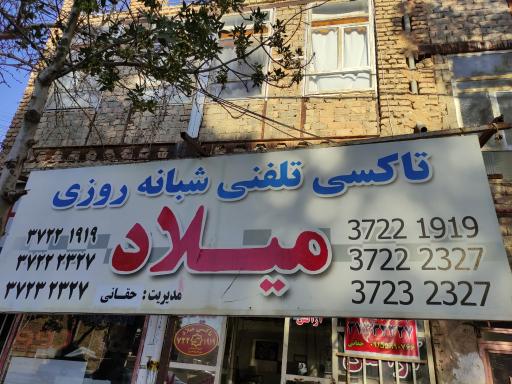 تاکسی تلفنی شبانه روزی
میلاد
3722 1919
3722 2327
3723 2327
۳۷۲۲ ۱۹۱۹
۳۷۲۲ ۲۳۲۷
۳۷۲۳ ۲۳۲۷
مدیریت: حقانی